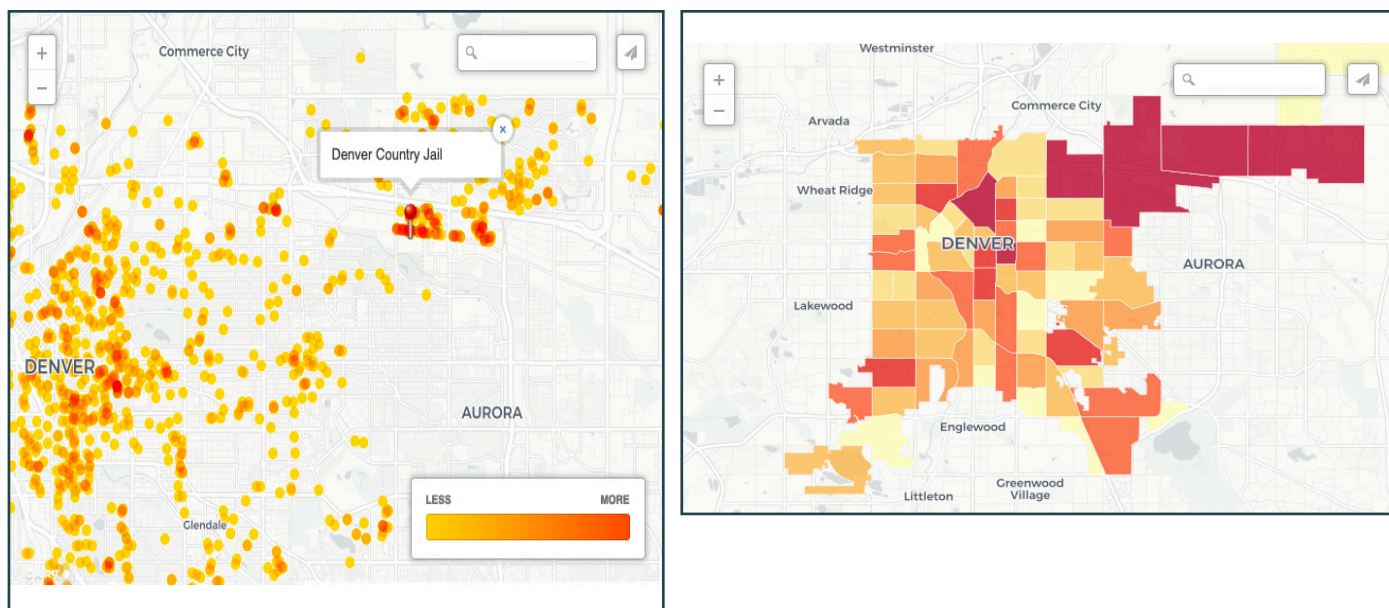 Commerce City
+
−
x
Denver Country Jail
DENVER
AURORA
LESS MORE
Glendale
Westminster
+
−
Commerce City
Arvada
Wheat Ridge
DENVER
AURORA
Lakewood
Englewood
Greenwood
Village
Littleton